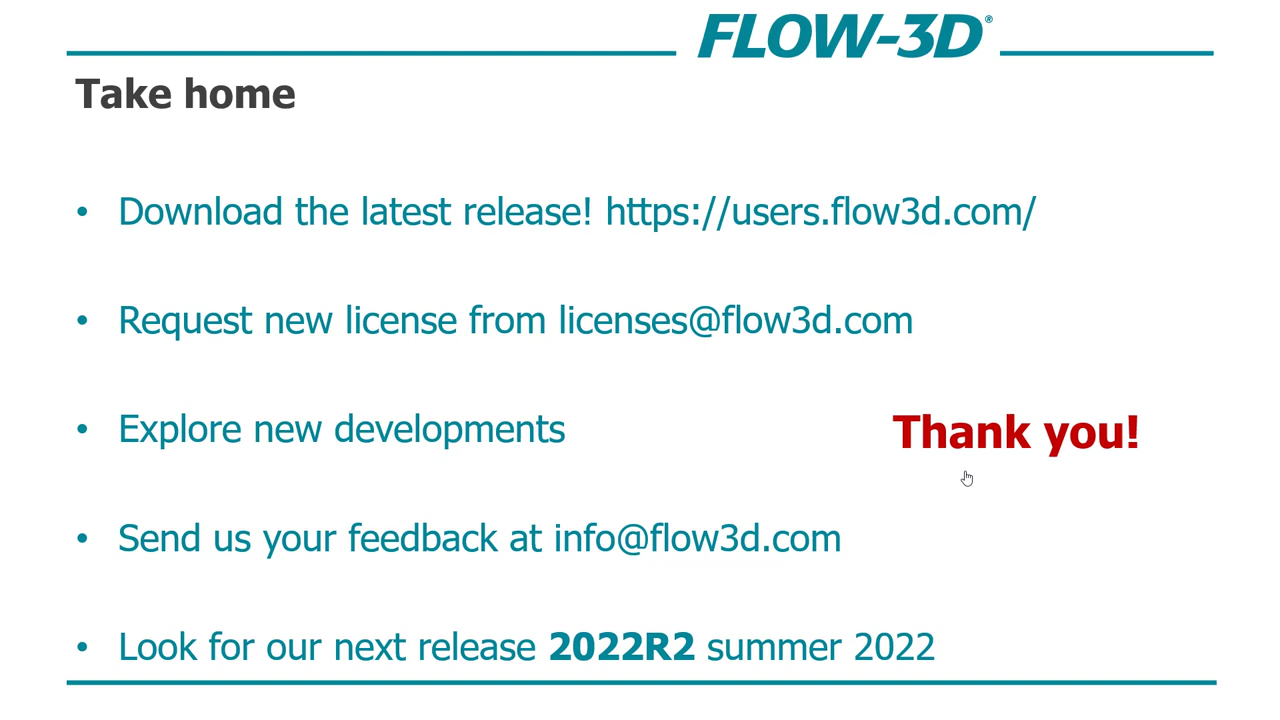 FLOW-3D®
Take home
• Download the latest release! https://users.flow3d.com/
• Request new license from licenses@flow3d.com
• Explore new developments
Thank you!
• Send us your feedback at info@flow3d.com
• Look for our next release 2022R2 summer 2022